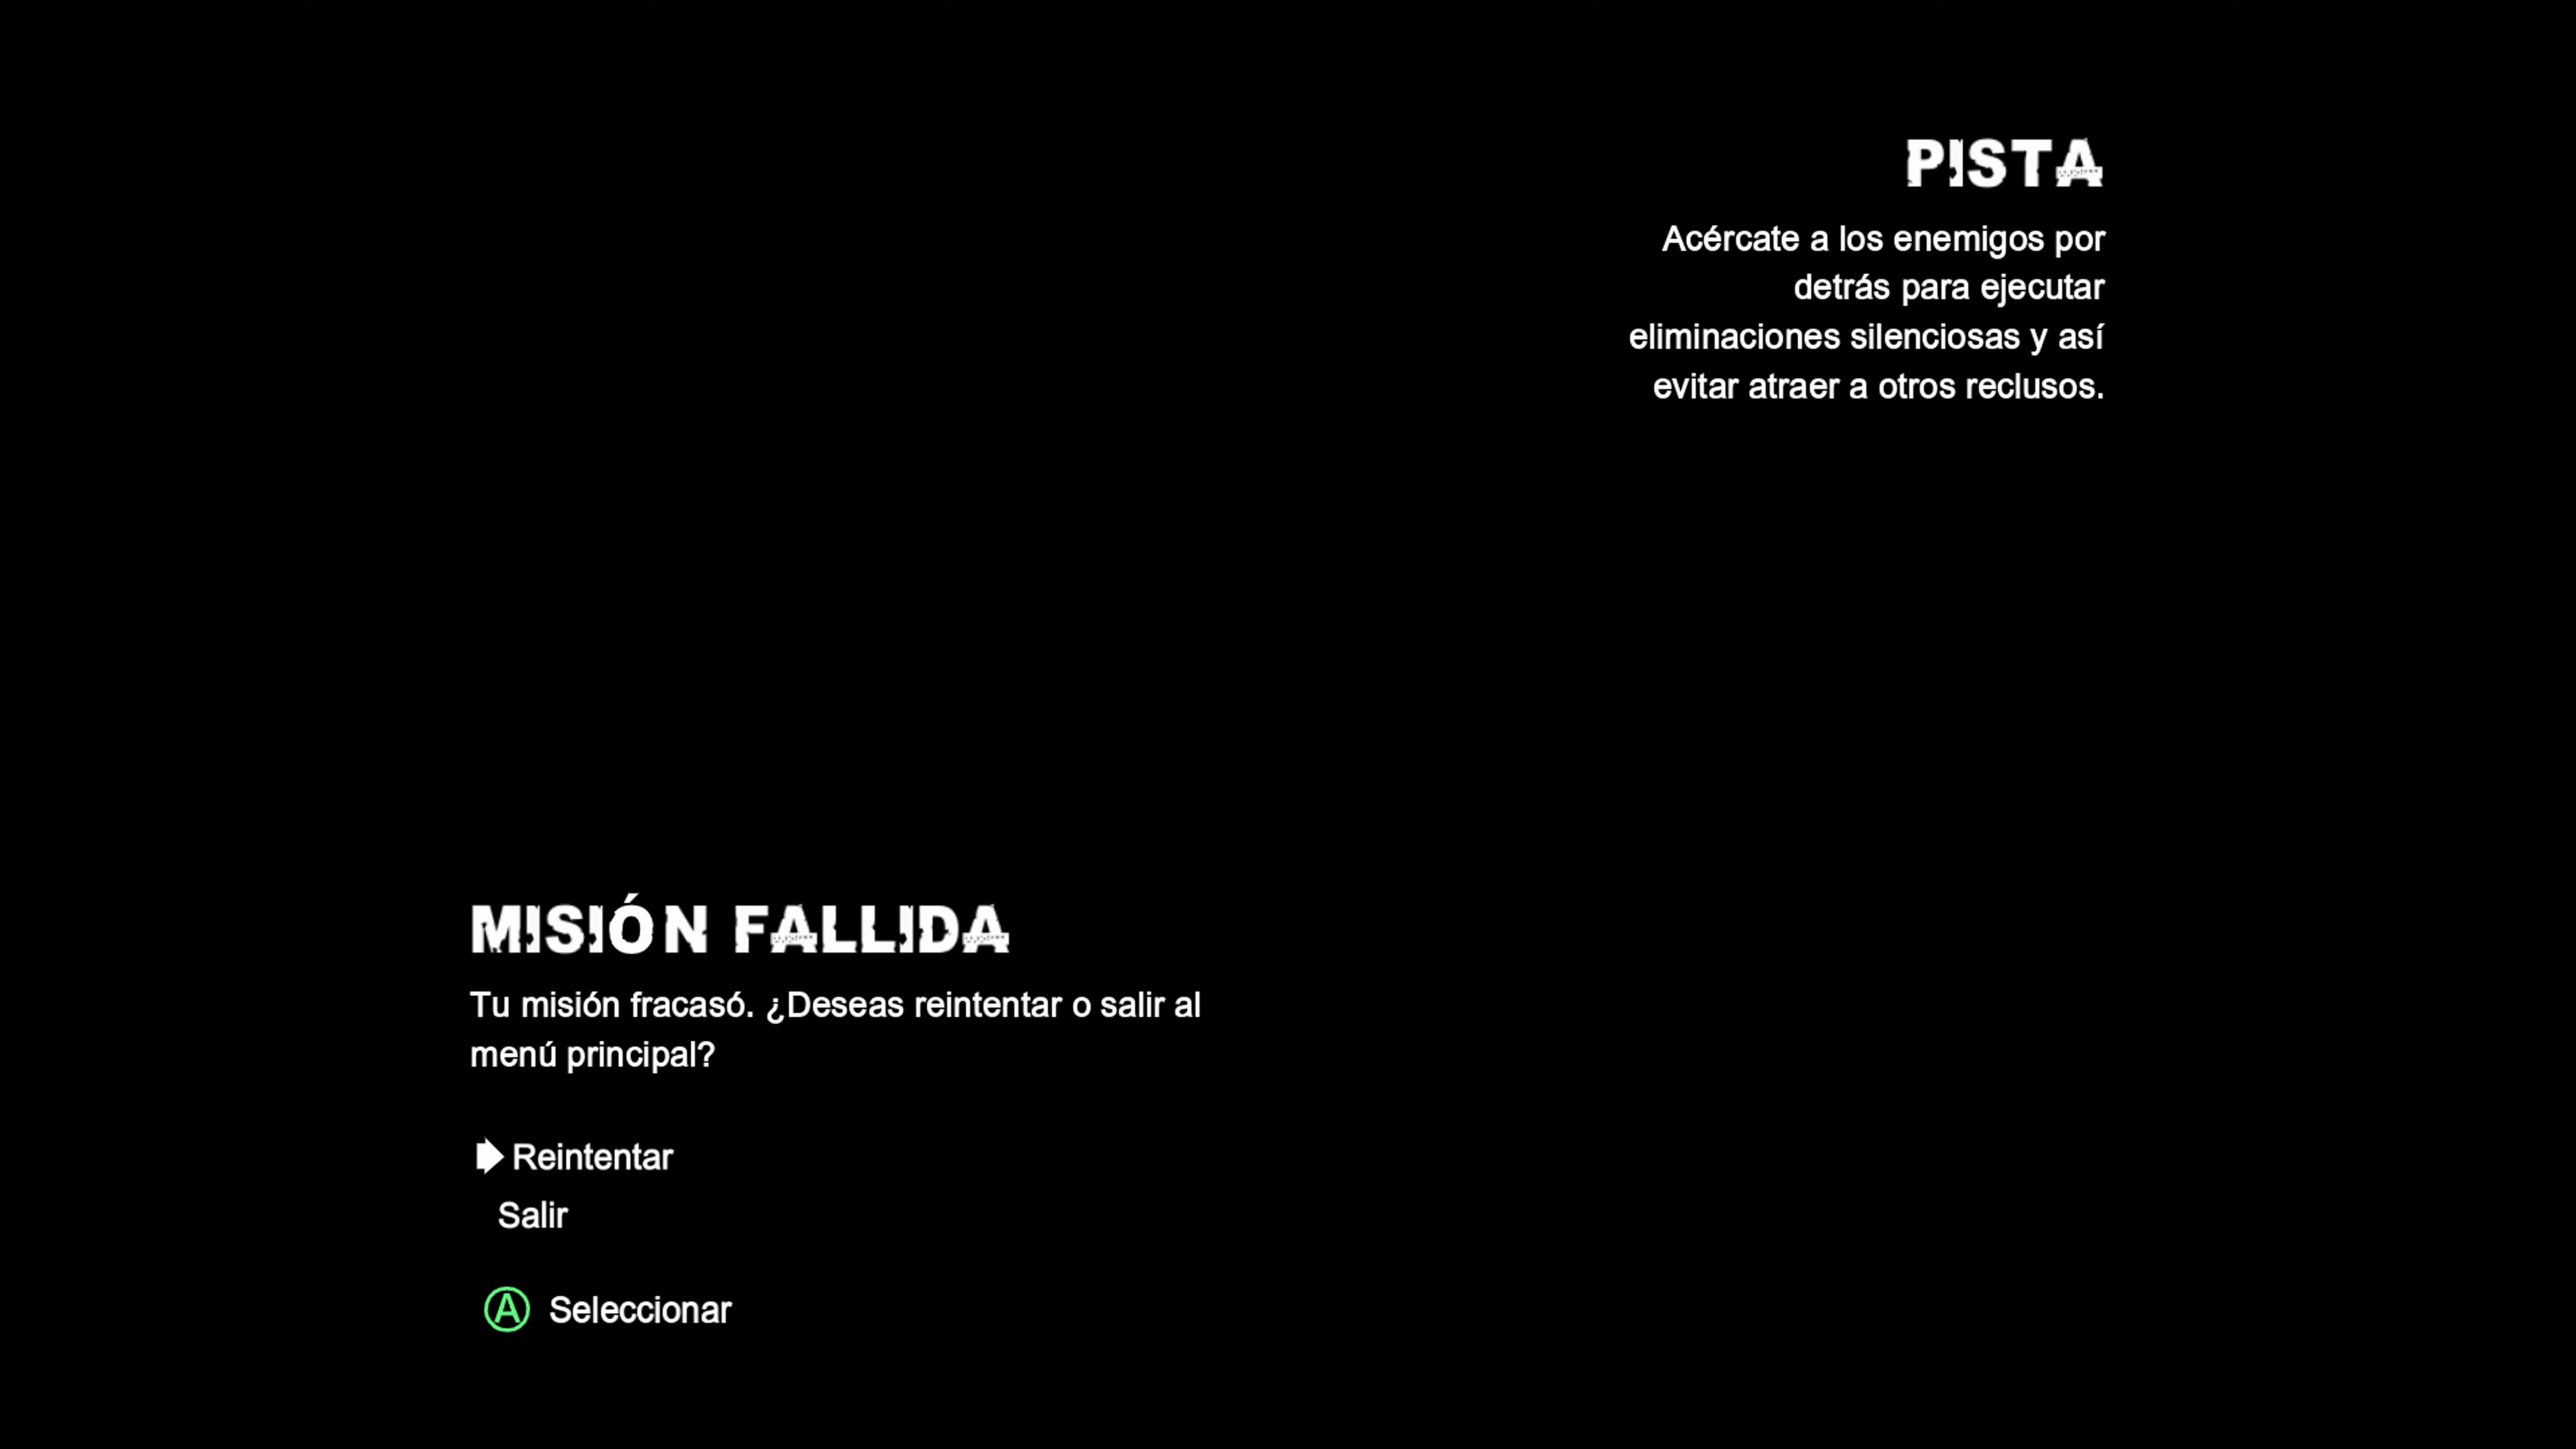 PISTA
Acércate a los enemigos por
detrás para ejecutar
eliminaciones silenciosas y así
evitar atraer a otros reclusos.
MISIÓN FALLIDA
Tu misión fracasó. ¿Deseas reintentar o salir al
menú principal?
Reintentar
Salir
A Seleccionar